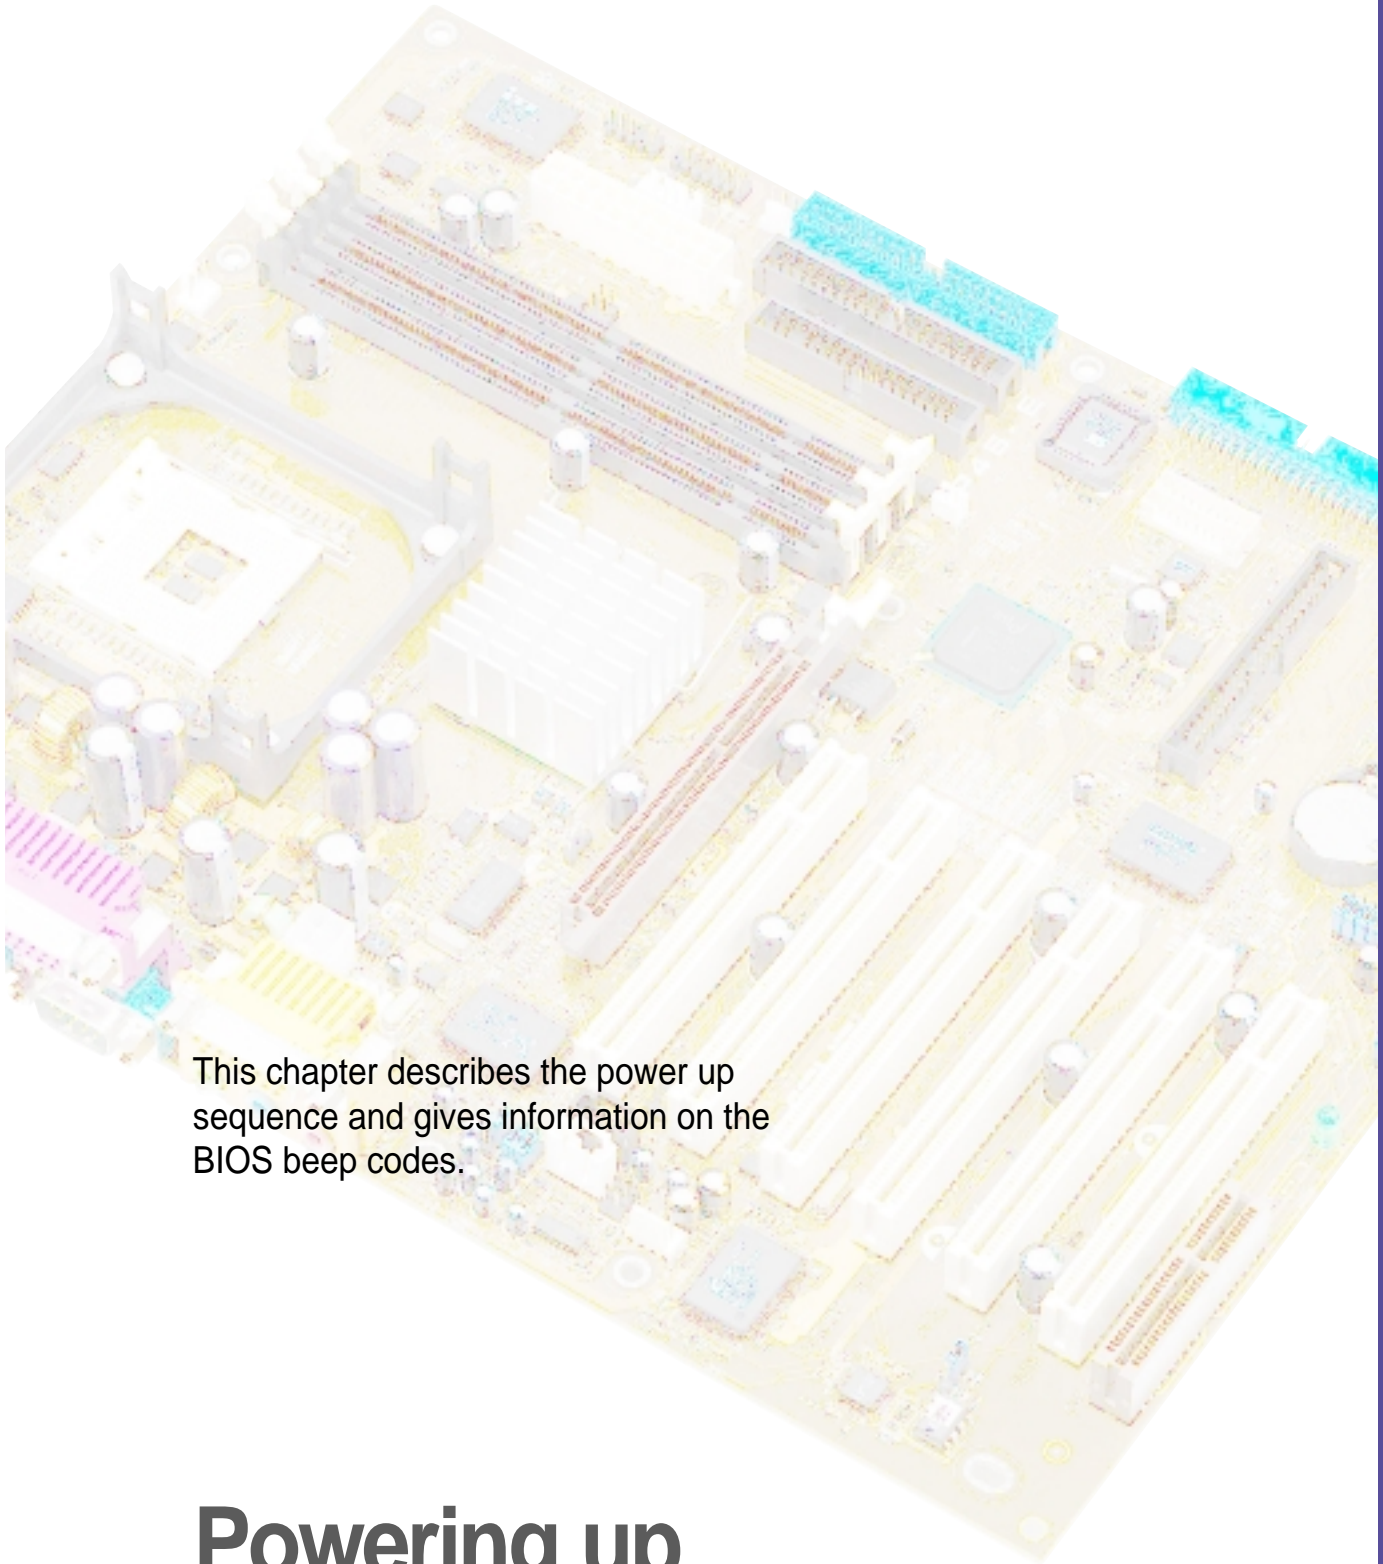 This chapter describes the power up
sequence and gives information on the
BIOS beep codes.
Powering up